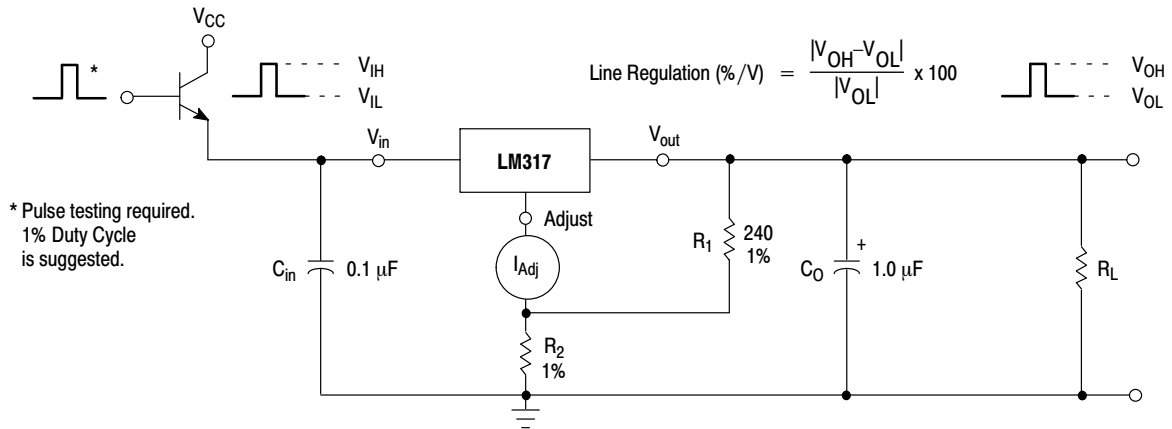 V_CC
*
V_IH
V_IL
Line Regulation (%/V) = |V_OH–V_OL| / |V_OL| x 100
V_OH
V_OL
V_in
LM317
V_out
* Pulse testing required.
1% Duty Cycle
is suggested.
Adjust
I_Adj
C_in
0.1 μF
R_1
240
1%
C_O
+
1.0 μF
R_L
R_2
1%